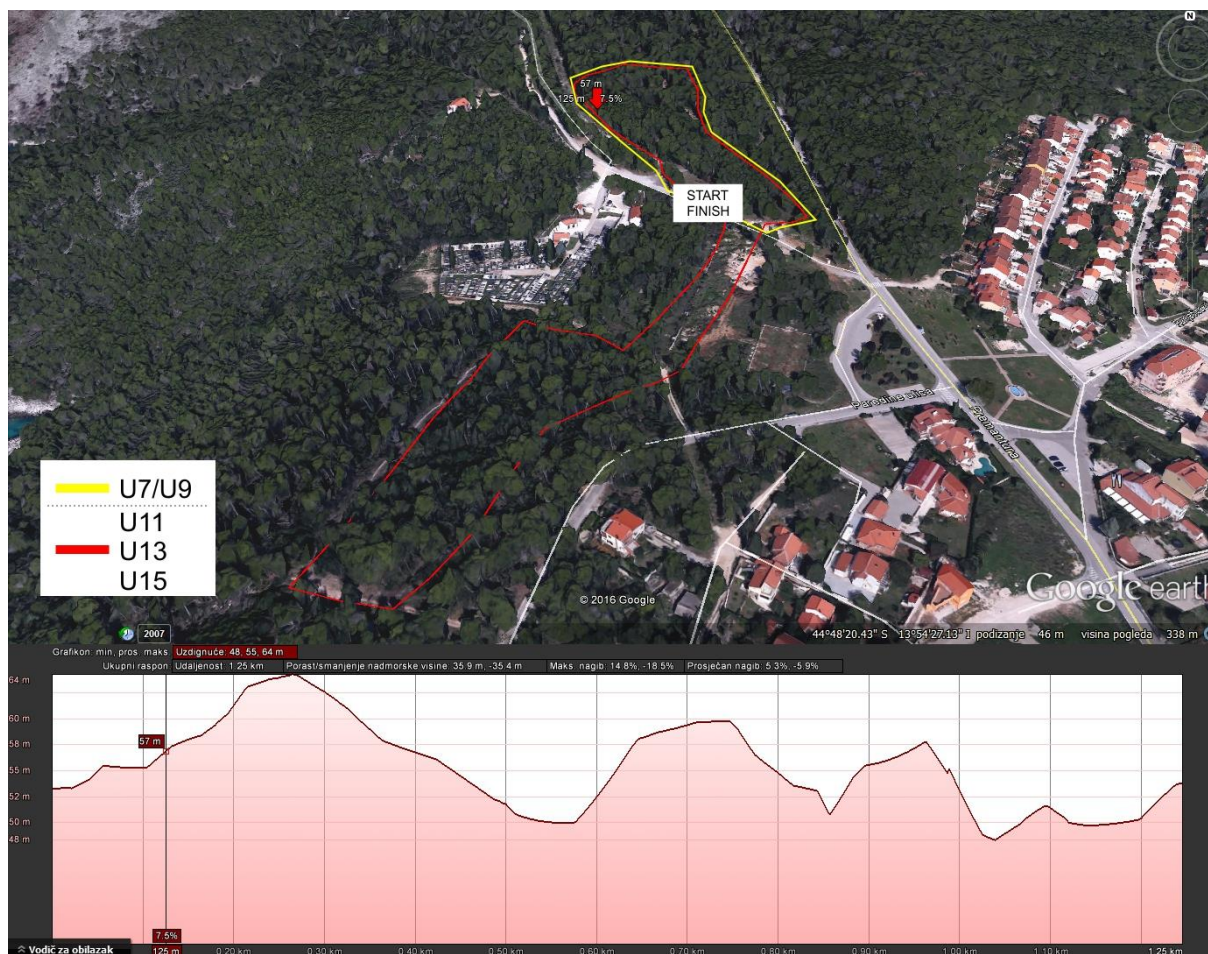 N
57 m
125 m 7.5%
START
FINISH
Paredine ulica
Premantura
U7/U9
U11
U13
U15
© 2016 Google
Google earth
2007
44°48'20.43" S 13°54'27.13" I podizanje 46 m visina pogleda 338 m
Grafikon: min, pros. maks. Uzdignuće: 48, 55, 64 m
Ukupni raspon: Udaljenost: 1.25 km Porast/smanjenje nadmorske visine: 35.9 m, -35.4 m Maks. nagib: 14.8%, -18.5% Prosječan nagib: 5.3%, -5.9%
64 m
60 m
58 m
57 m
55 m
52 m
50 m
48 m
7.5%
Vodič za obilazak 125 m 0.20 km 0.30 km 0.40 km 0.50 km 0.60 km 0.70 km 0.80 km 0.90 km 1.00 km 1.10 km 1.25 km